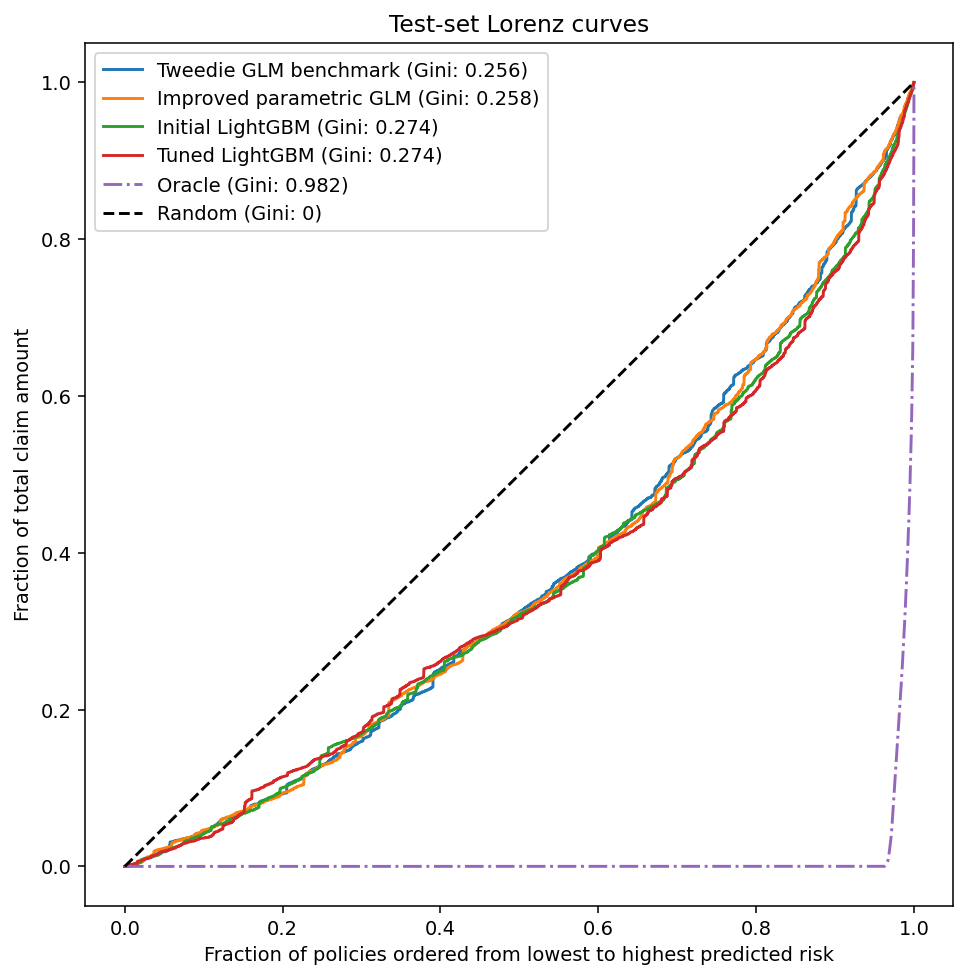 Test-set Lorenz curves
Tweedie GLM benchmark (Gini: 0.256)
Improved parametric GLM (Gini: 0.258)
Initial LightGBM (Gini: 0.274)
Tuned LightGBM (Gini: 0.274)
Oracle (Gini: 0.982)
Random (Gini: 0)
1.0
0.8
0.6
0.4
0.2
0.0
Fraction of total claim amount
0.0 0.2 0.4 0.6 0.8 1.0
Fraction of policies ordered from lowest to highest predicted risk